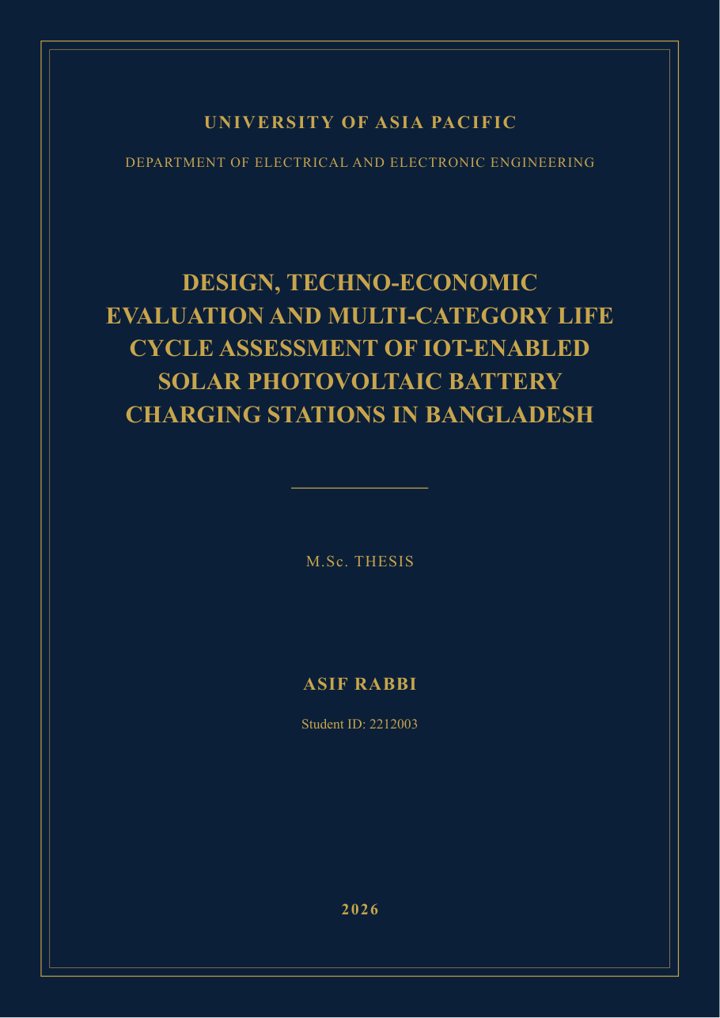 UNIVERSITY OF ASIA PACIFIC
DEPARTMENT OF ELECTRICAL AND ELECTRONIC ENGINEERING
DESIGN, TECHNO-ECONOMIC
EVALUATION AND MULTI-CATEGORY LIFE
CYCLE ASSESSMENT OF IOT-ENABLED
SOLAR PHOTOVOLTAIC BATTERY
CHARGING STATIONS IN BANGLADESH
M.Sc. THESIS
ASIF RABBI
Student ID: 2212003
2026